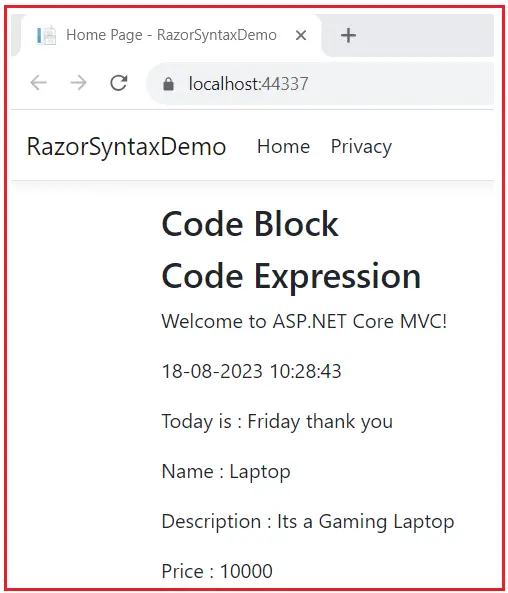 Home Page - RazorSyntaxDemo
localhost:44337
RazorSyntaxDemo Home Privacy
Code Block
Code Expression
Welcome to ASP.NET Core MVC!
18-08-2023 10:28:43
Today is : Friday thank you
Name : Laptop
Description : Its a Gaming Laptop
Price : 10000